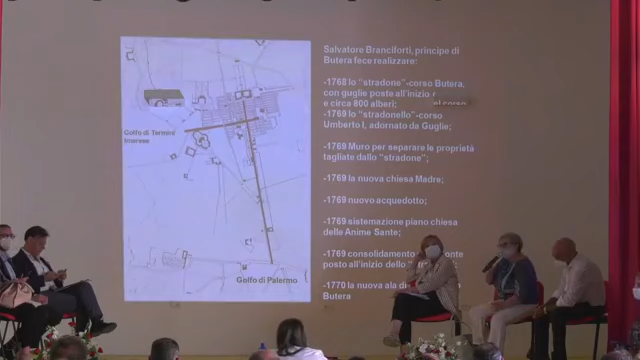 Salvatore Branciforti, principe di
Butera fece realizzare:
-1768 lo “stradone”-corso Butera,
con guglie poste all’inizio
e circa 800 alberi;
-1769 lo “stradonello”-corso
Umberto I, adornato da Guglie;
-1769 Muro per separare le proprietà
tagliate dallo “stradone”;
-1769 la nuova chiesa Madre;
-1769 nuovo acquedotto;
-1769 sistemazione piano chiesa
delle Anime Sante;
-1769 consolidamento
posto all’inizio dello
-1770 la nuova ala
Butera
Golfo di Termini
Imerese
Golfo di Palermo